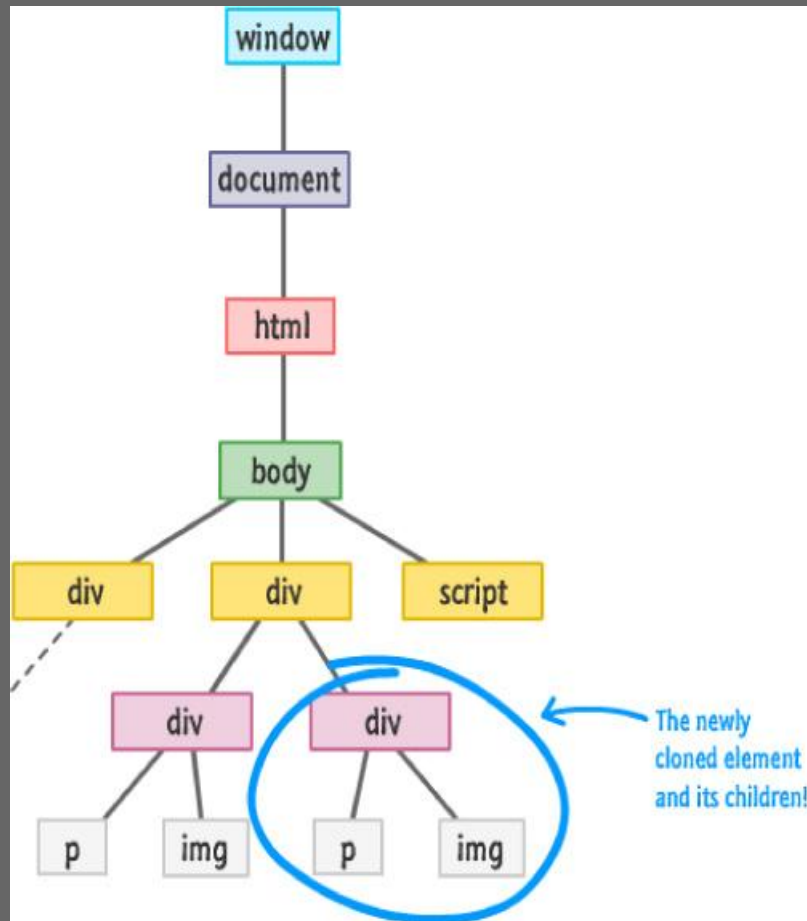 window
document
html
body
div div script
div div
The newly
cloned element
and its children!
p img p img